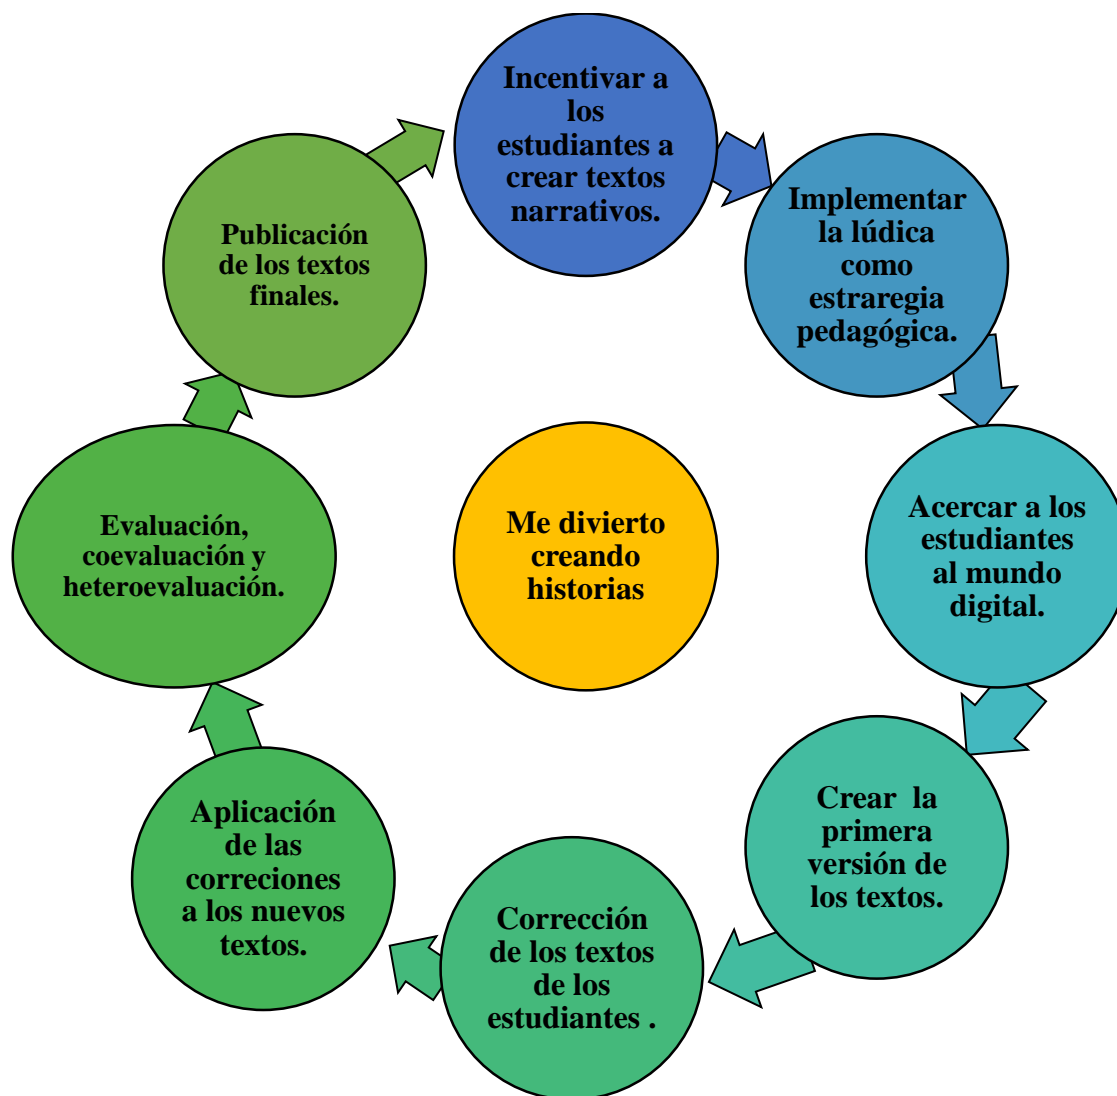 Incentivar a
los
estudiantes a
crear textos
narrativos.
Implementar
la lúdica
como
estraregia
pedagógica.
Acercar a los
estudiantes
al mundo
digital.
Crear  la
primera
versión de
los textos.
Corrección
de los textos
de los
estudiantes .
Aplicación
de las
correciones
a los nuevos
textos.
Evaluación,
coevaluación y
heteroevaluación.
Publicación
de los textos
finales.
Me divierto
creando
historias